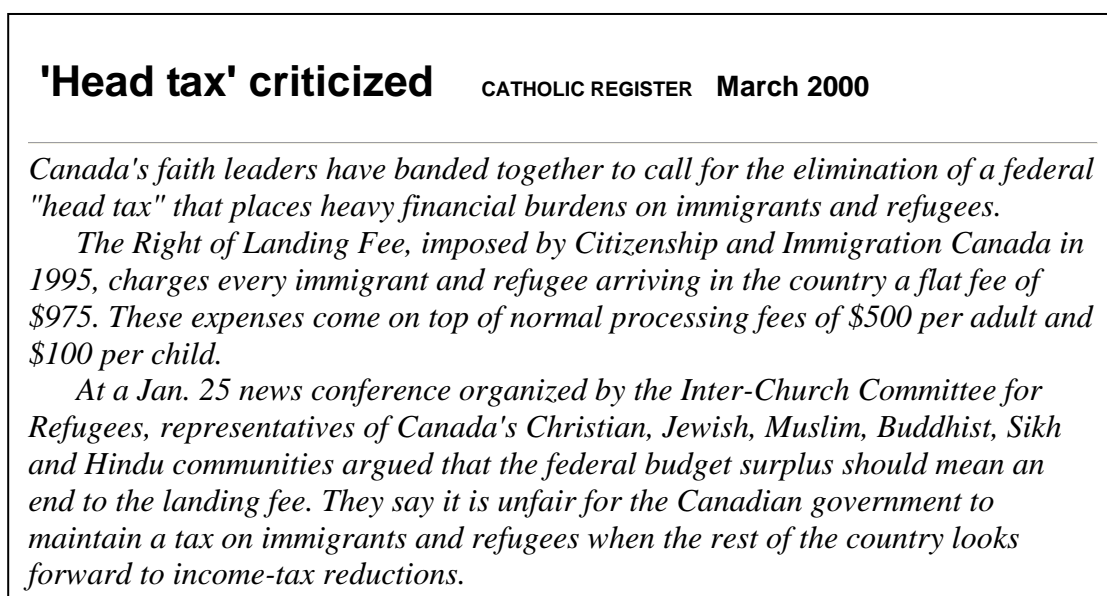 'Head tax' criticized CATHOLIC REGISTER March 2000
Canada's faith leaders have banded together to call for the elimination of a federal
"head tax" that places heavy financial burdens on immigrants and refugees.
The Right of Landing Fee, imposed by Citizenship and Immigration Canada in
1995, charges every immigrant and refugee arriving in the country a flat fee of
$975. These expenses come on top of normal processing fees of $500 per adult and
$100 per child.
At a Jan. 25 news conference organized by the Inter-Church Committee for
Refugees, representatives of Canada's Christian, Jewish, Muslim, Buddhist, Sikh
and Hindu communities argued that the federal budget surplus should mean an
end to the landing fee. They say it is unfair for the Canadian government to
maintain a tax on immigrants and refugees when the rest of the country looks
forward to income-tax reductions.